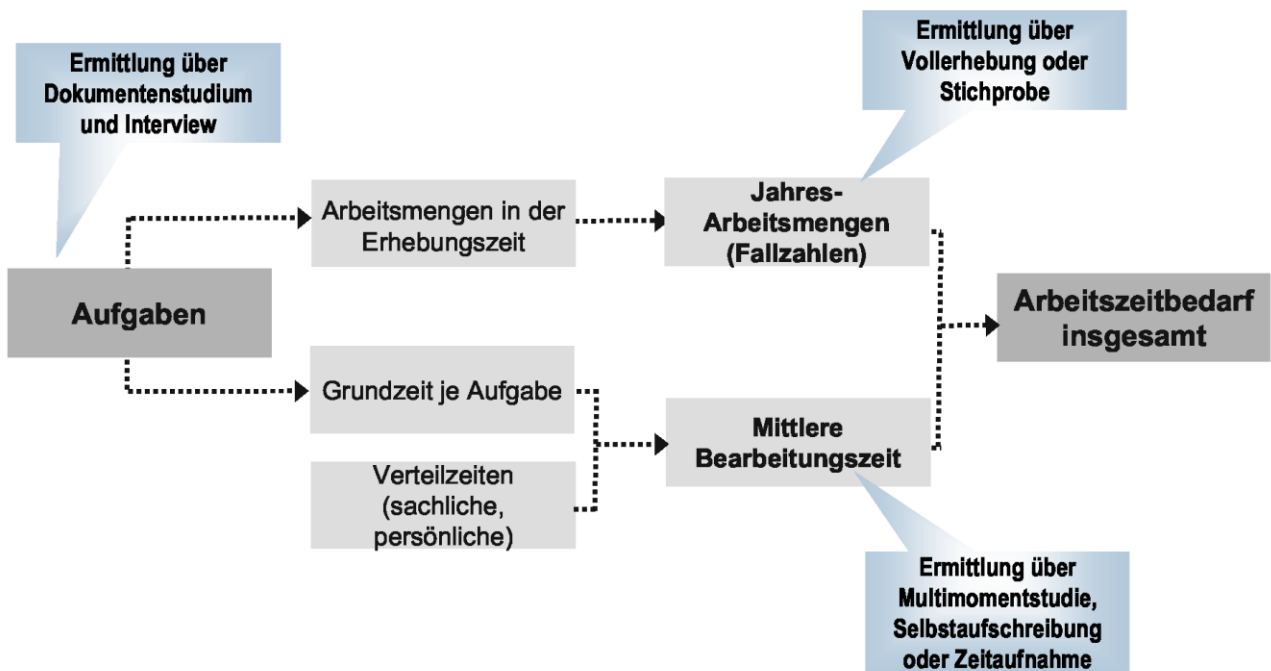 Ermittlung über
Dokumentenstudium
und Interview
Ermittlung über
Vollerhebung oder
Stichprobe
Arbeitsmengen in der
Erhebungszeit
Jahres-
Arbeitsmengen
(Fallzahlen)
Aufgaben
Arbeitszeitbedarf
insgesamt
Grundzeit je Aufgabe
Mittlere
Bearbeitungszeit
Verteilzeiten
(sachliche,
persönliche)
Ermittlung über
Multimomentstudie,
Selbstaufschreibung
oder Zeitaufnahme